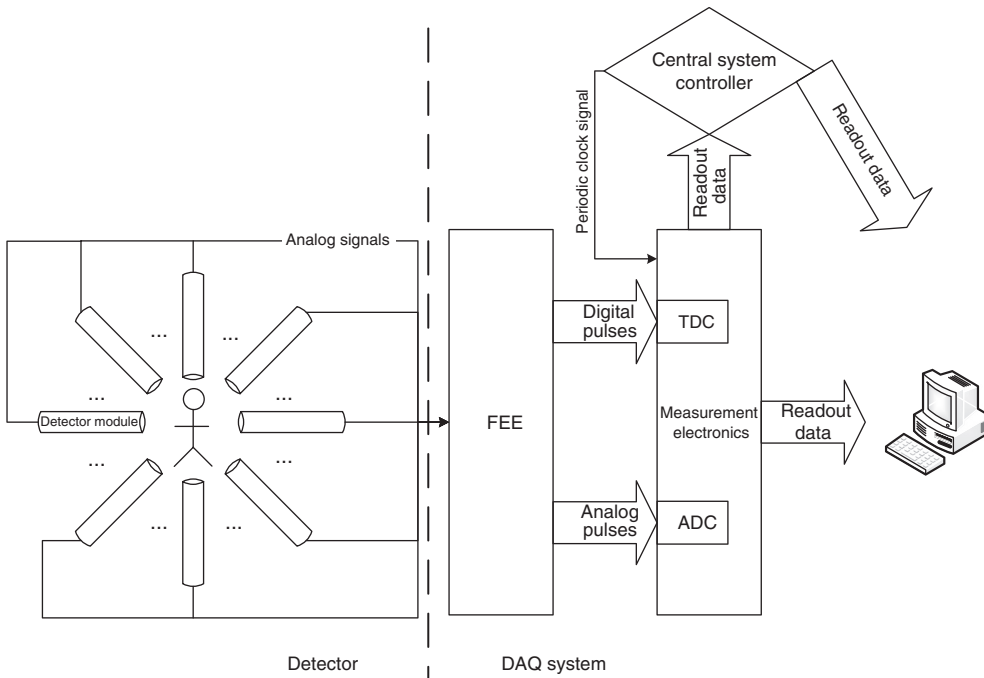 Central system
controller
Periodic clock signal
Readout
data
Readout data
Analog signals
...
...
...
...
Detector module
...
...
...
...
FEE
Digital
pulses
TDC
Measurement
electronics
Readout
data
Analog
pulses
ADC
Detector
DAQ system